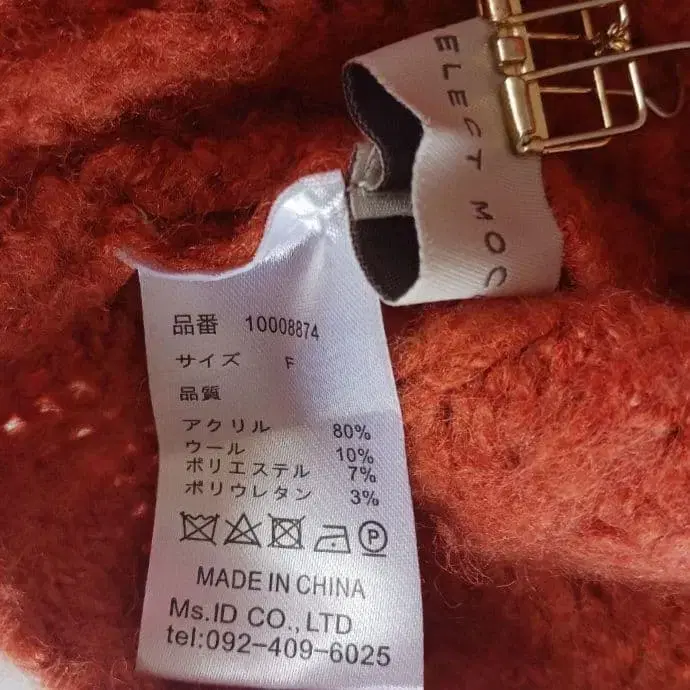 ELECT MOC
品番 10008874
サイズ F
品質
アクリル 80%
ウール 10%
ポリエステル 7%
ポリウレタン 3%
P
MADE IN CHINA
Ms.ID CO.,LTD
tel:092-409-6025